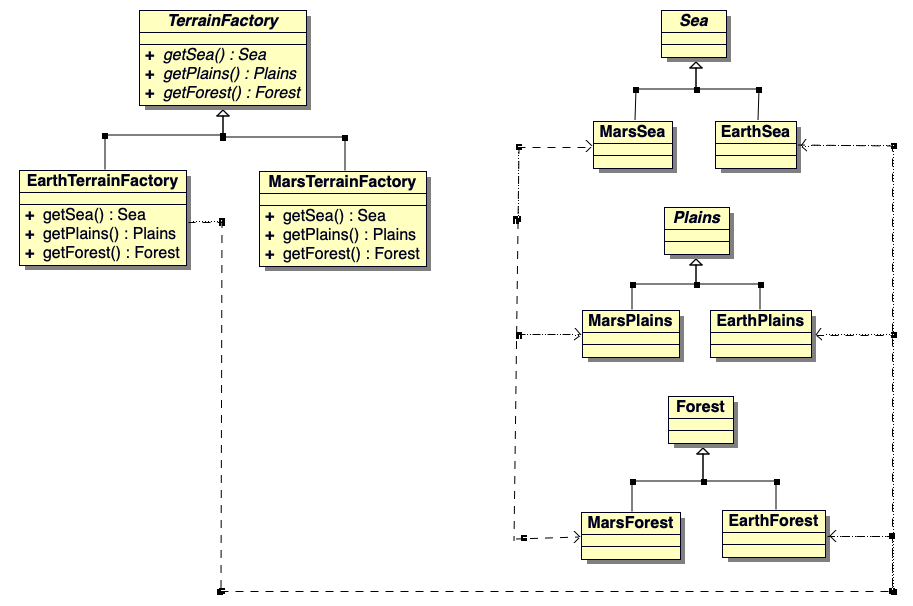 TerrainFactory
+ getSea() : Sea
+ getPlains() : Plains
+ getForest() : Forest
EarthTerrainFactory
+ getSea() : Sea
+ getPlains() : Plains
+ getForest() : Forest
MarsTerrainFactory
+ getSea() : Sea
+ getPlains() : Plains
+ getForest() : Forest
Sea
MarsSea
EarthSea
Plains
MarsPlains
EarthPlains
Forest
MarsForest
EarthForest